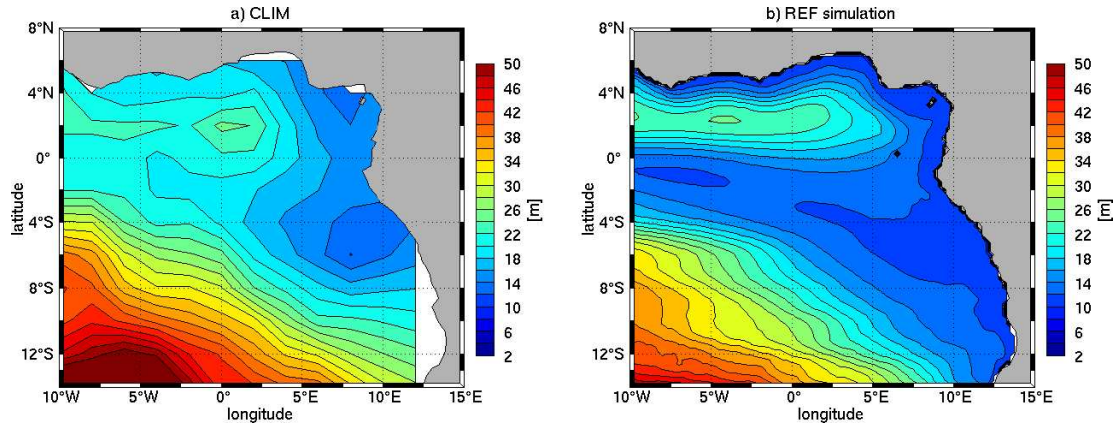 a) CLIM
8°N
4°N
0°
4°S
8°S
12°S
latitude
10°W
5°W
0°E
5°E
10°E
15°E
longitude
50
46
42
38
34
30
26
22
18
14
10
6
2
[m]
b) REF simulation
8°N
4°N
0°
4°S
8°S
12°S
latitude
10°W
5°W
0°E
5°E
10°E
15°E
longitude
50
46
42
38
34
30
26
22
18
14
10
6
2
[m]